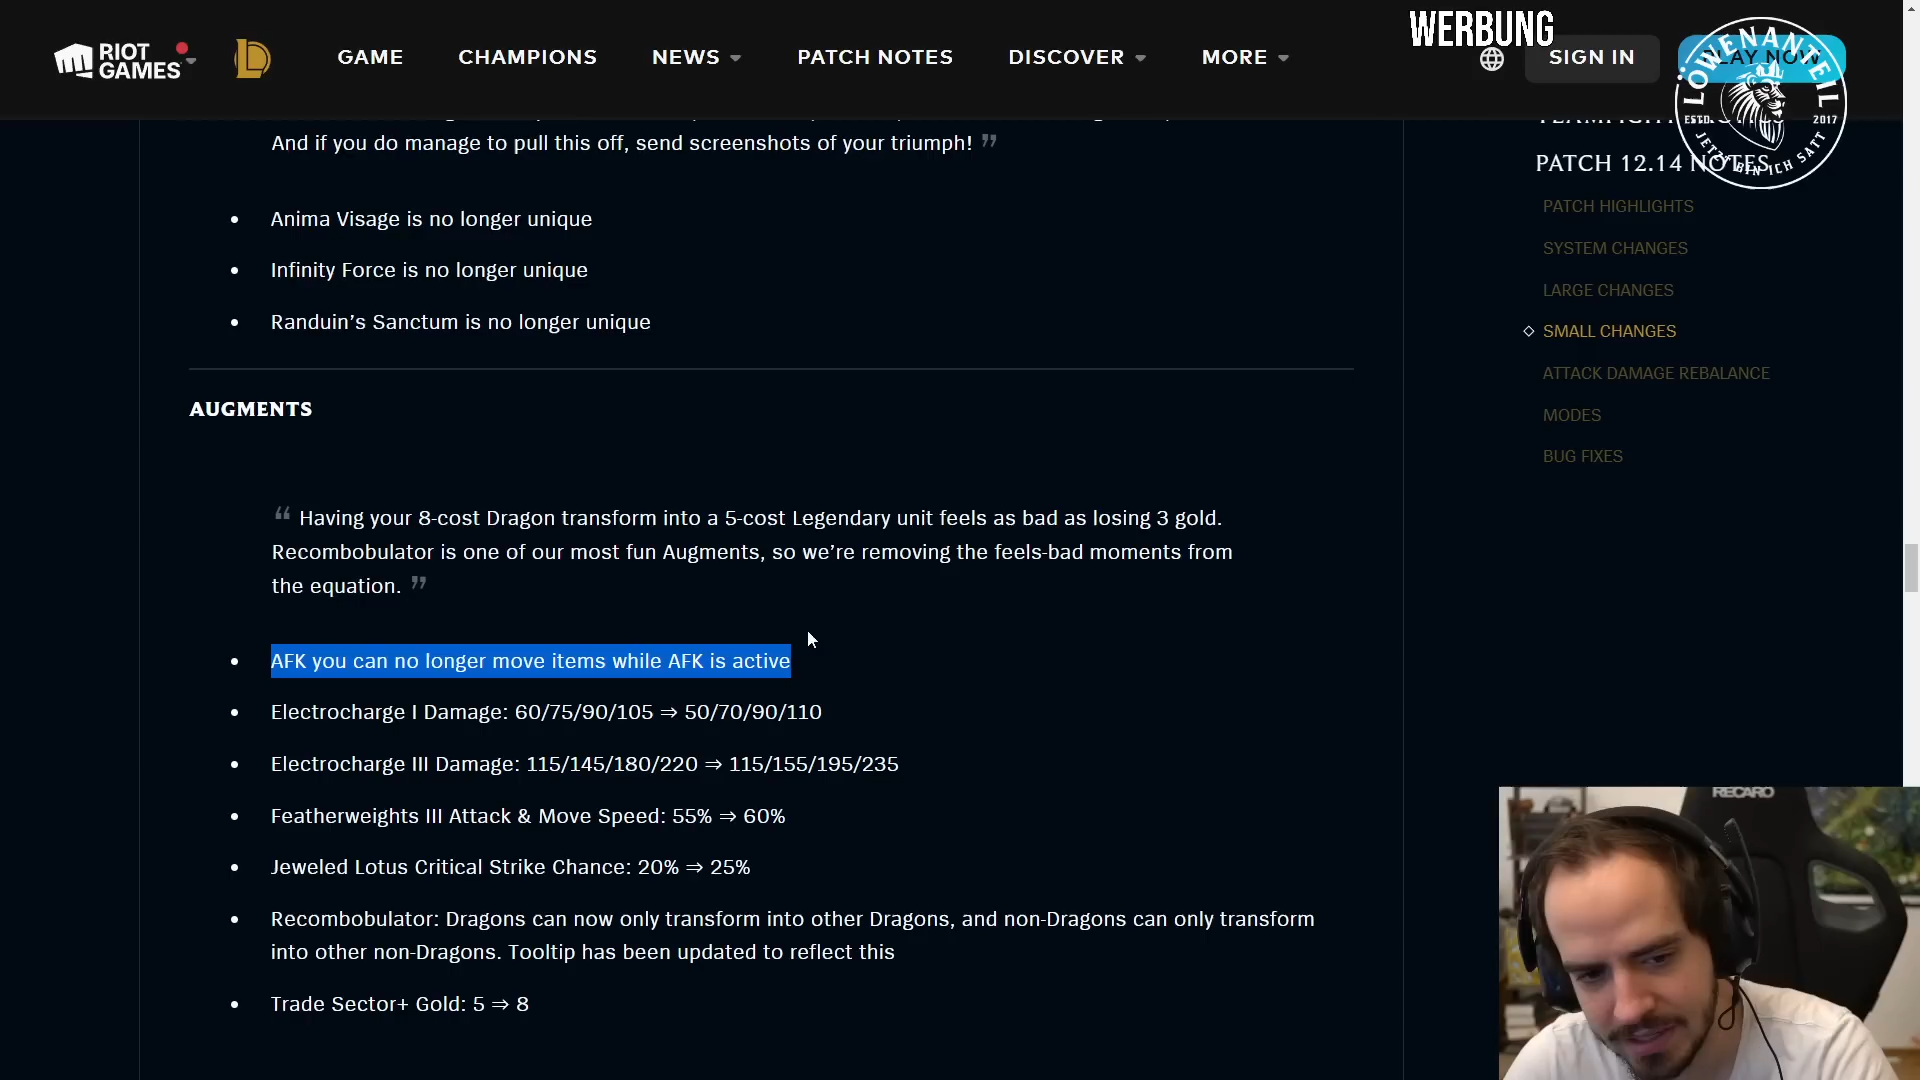 WERBUNG
RIOT GAMES
GAME
CHAMPIONS
NEWS
PATCH NOTES
DISCOVER
MORE
SIGN IN
PLAY NOW
LÖWENANTEIL
ESTD. 2017
JETZT BIN ICH SATT
And if you do manage to pull this off, send screenshots of your triumph! ”
• Anima Visage is no longer unique
• Infinity Force is no longer unique
• Randuin’s Sanctum is no longer unique
AUGMENTS
“ Having your 8-cost Dragon transform into a 5-cost Legendary unit feels as bad as losing 3 gold.
Recombobulator is one of our most fun Augments, so we’re removing the feels-bad moments from
the equation. ”
• AFK you can no longer move items while AFK is active
• Electrocharge I Damage: 60/75/90/105 ⇒ 50/70/90/110
• Electrocharge III Damage: 115/145/180/220 ⇒ 115/155/195/235
• Featherweights III Attack & Move Speed: 55% ⇒ 60%
• Jeweled Lotus Critical Strike Chance: 20% ⇒ 25%
• Recombobulator: Dragons can now only transform into other Dragons, and non-Dragons can only transform
into other non-Dragons. Tooltip has been updated to reflect this
• Trade Sector+ Gold: 5 ⇒ 8
PATCH 12.14 NOTES
PATCH HIGHLIGHTS
SYSTEM CHANGES
LARGE CHANGES
SMALL CHANGES
ATTACK DAMAGE REBALANCE
MODES
BUG FIXES
RECARO